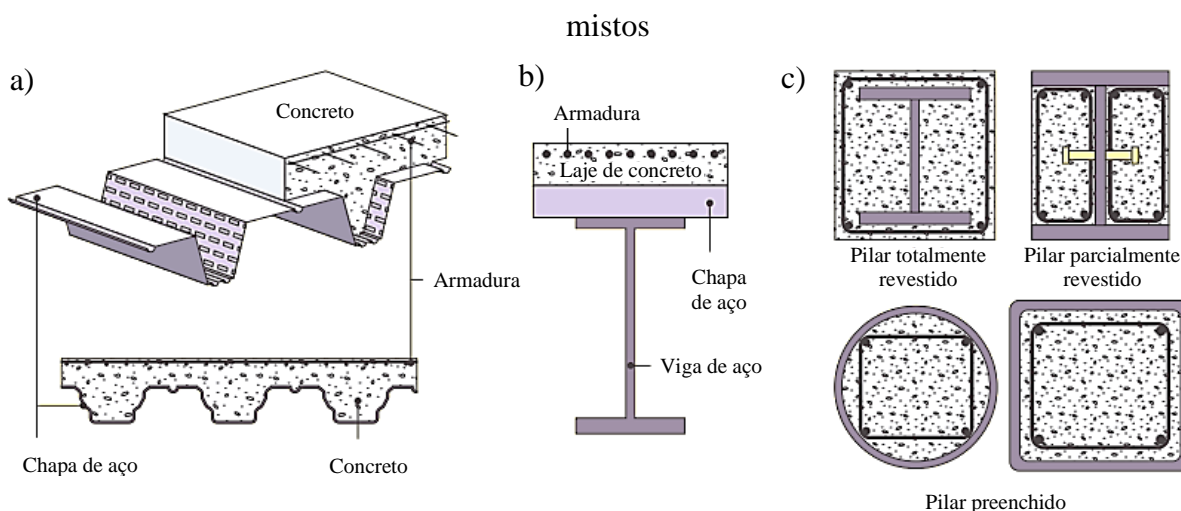 mistos
a)
Concreto
Armadura
Chapa de aço
Concreto
b)
Armadura
Laje de concreto
Chapa
de aço
Viga de aço
c)
Pilar totalmente
revestido
Pilar parcialmente
revestido
Pilar preenchido